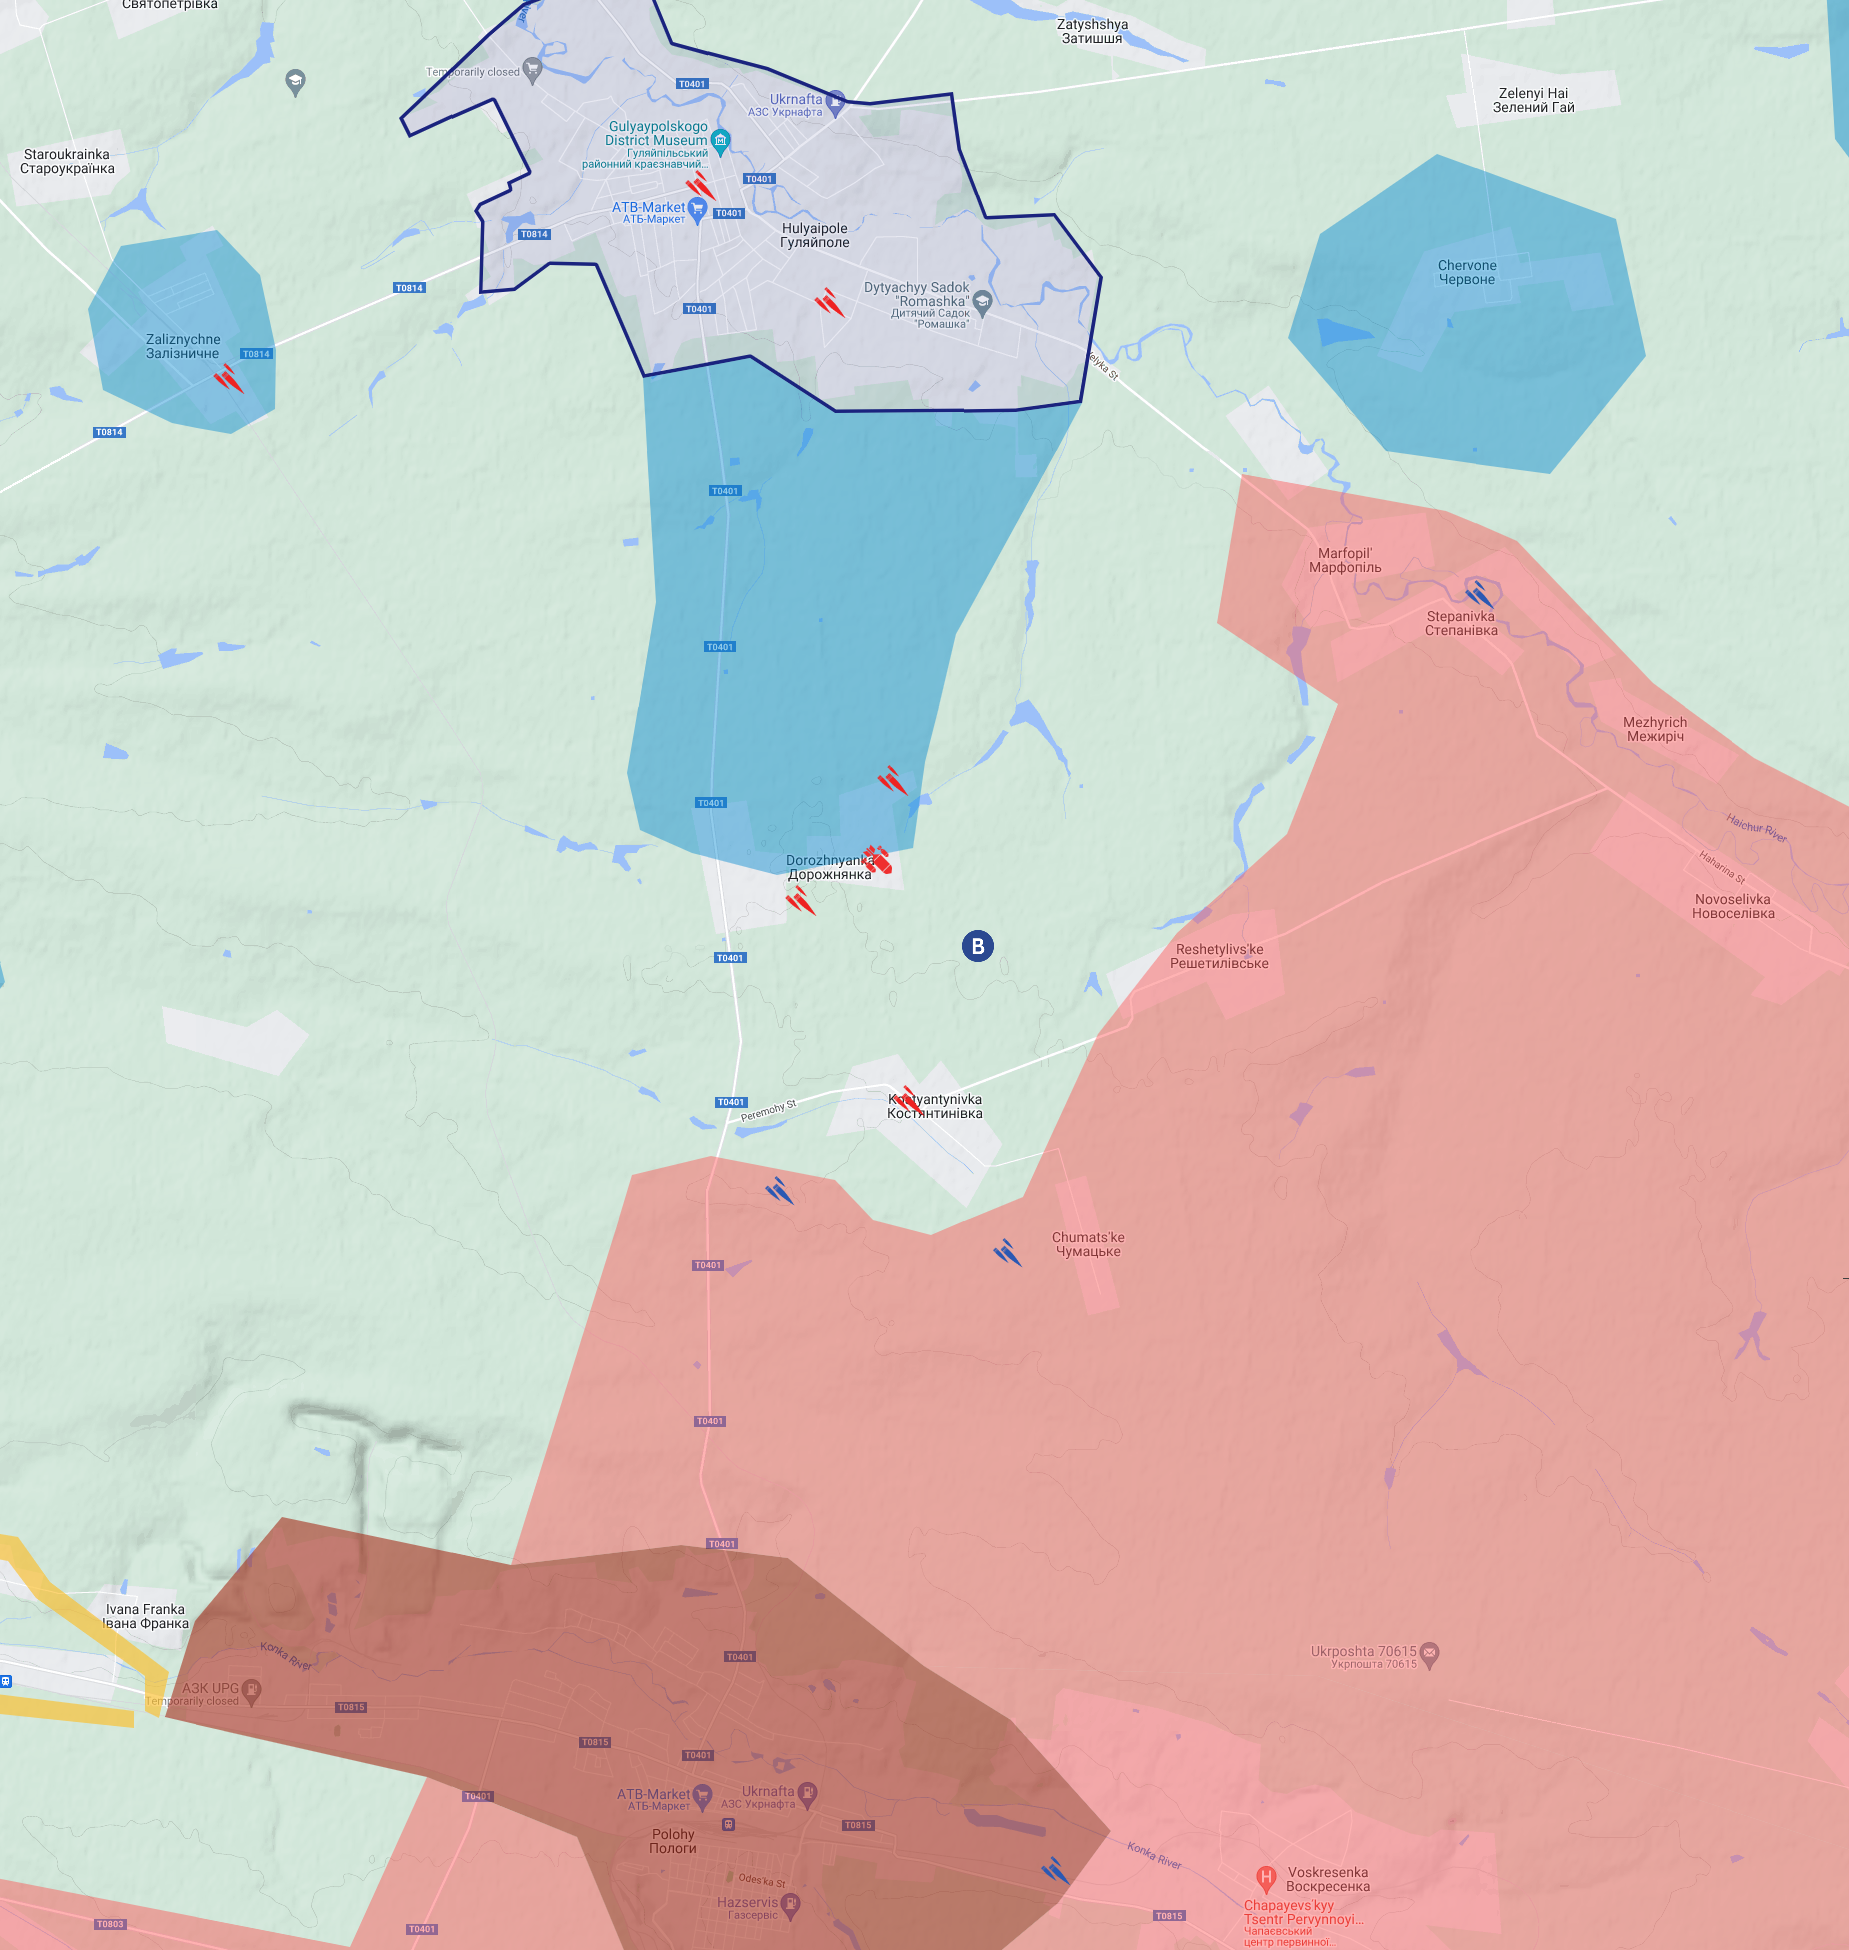 Святопетрівка
River
Zatyshshya
Затишшя
Temporarily closed
T0401
Zelenyi Hai
Зелений Гай
Ukrnafta
АЗС Укрнафта
Gulyaypolskogo
District Museum
Гуляйпільський
районний краєзнавчий...
Staroukrainka
Староукраїнка
T0401
ATB-Market
АТБ-Маркет
T0401
T0814
Hulyaipole
Гуляйполе
Chervone
Червоне
T0814
Dytyachyy Sadok
"Romashka"
Дитячий Садок
"Ромашка"
T0401
Zaliznychne
Залізничне
T0814
T0814
T0401
Marfopil'
Марфопіль
Stepanivka
Степанівка
T0401
Mezhyrich
Межиріч
T0401
Haichur River
Dorozhnyanka
Дорожнянка
Haharina St
Novoselivka
Новоселівка
B
Reshetylivs'ke
Решетилівське
T0401
T0401
Peremohy St
Kostyantynivka
Костянтинівка
Chumats'ke
Чумацьке
T0401
T0401
T0401
Ivana Franka
Івана Франка
Konka River
T0401
Ukrposhta 70615
Укрпошта 70615
АЗК UPG
Temporarily closed
T0815
T0815
T0401
ATB-Market
АТБ-Маркет
Ukrnafta
АЗС Укрнафта
T0401
T0815
Polohy
Пологи
Konka River
Odes'ka St
Voskresenka
Воскресенка
Hazservis
Газсервіс
H
Chapayevs'kyy
Tsentr Pervynnoyi...
Чапаєвський
центр первинної...
T0803
T0401
T0815